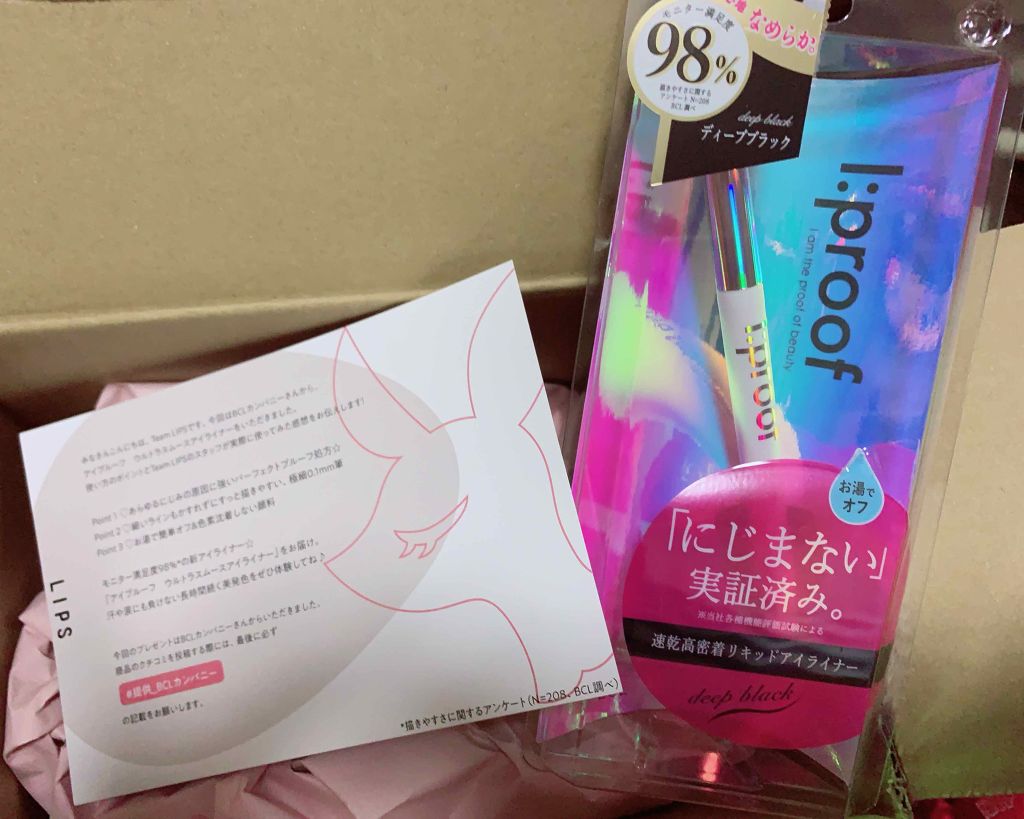 みなさんこんにちは、Team LIPSです。今回はBCLカンパニーさんから、
アイプルーフ ウルトラスムースアイライナーをいただきました。
使い方のポイントとTeam LIPSのスタッフが実際に使ってみた感想をお伝えします!
Point 1 ♡あらゆるにじみの原因に強いパーフェクトプルーフ処方☆
Point 2 ♡細いラインもかすれずにすっと描きやすい、極細0.1mm筆
Point 3 ♡お湯で簡単オフ&色素沈着しない顔料
モニター満足度98%*の新アイライナー☆
「アイプルーフ ウルトラスムースアイライナー」をお届け。
汗や涙にも負けない長時間続く美発色をぜひ体験してね♪
今回のプレゼントはBCLカンパニーさんからいただきました。
商品のクチコミを投稿する際には、最後に必ず
#提供_BCLカンパニー
の記載をお願いします。
*描きやすさに関するアンケート(N=208、BCL調べ)
LIPS
なめらか。
モニター満足度
98%
描きやすさに関する
アンケート N=208
BCL調べ
deep black
ディープブラック
I:proof
I am the proof of beauty
I:proof
お湯で
オフ
「にじまない」
実証済み。
※当社各種機能評価試験による
速乾高密着リキッドアイライナー
deep black